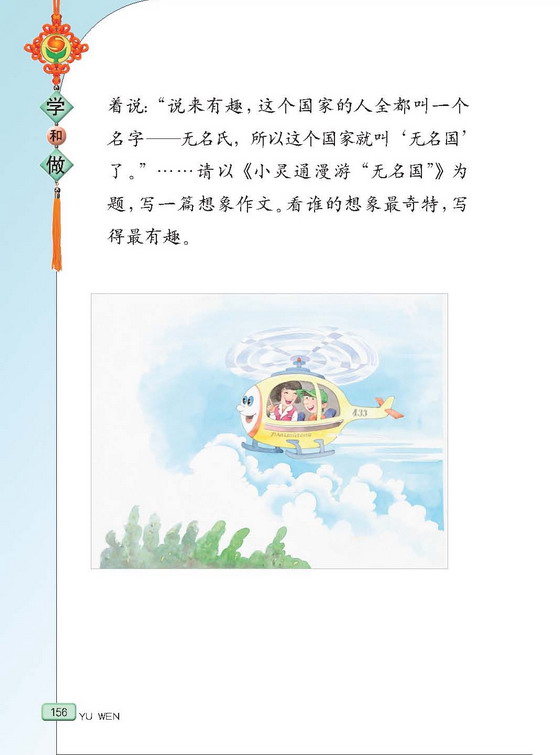 学
和
做
着说：“说来有趣，这个国家的人全都叫一个
名字——无名氏，所以这个国家就叫‘无名国’
了。”……请以《小灵通漫游“无名国”》为
题，写一篇想象作文。看谁的想象最奇特，写
得最有趣。
433
156
YU WEN